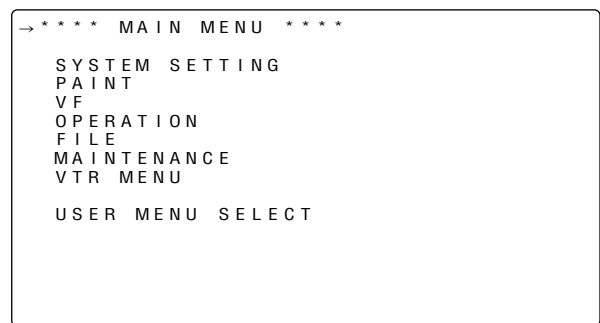 →**** MAIN MENU ****
SYSTEM SETTING
PAINT
VF
OPERATION
FILE
MAINTENANCE
VTR MENU
USER MENU SELECT